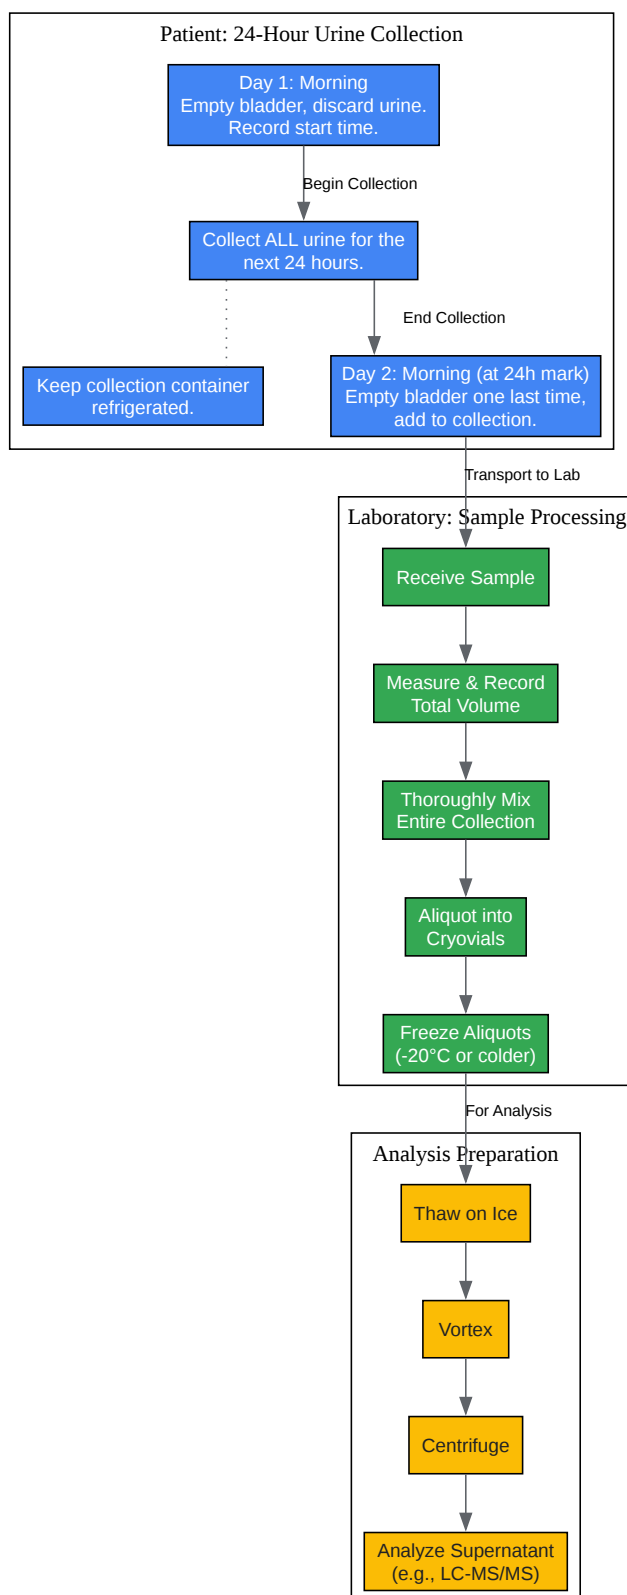 Patient: 24-Hour Urine Collection
Day 1: Morning
Empty bladder, discard urine.
Record start time.
Begin Collection
Collect ALL urine for the
next 24 hours.
End Collection
Keep collection container
refrigerated.
Day 2: Morning (at 24h mark)
Empty bladder one last time,
add to collection.
Transport to Lab
Laboratory: Sample Processing
Receive Sample
Measure & Record
Total Volume
Thoroughly Mix
Entire Collection
Aliquot into
Cryovials
Freeze Aliquots
(-20°C or colder)
For Analysis
Analysis Preparation
Thaw on Ice
Vortex
Centrifuge
Analyze Supernatant
(e.g., LC-MS/MS)